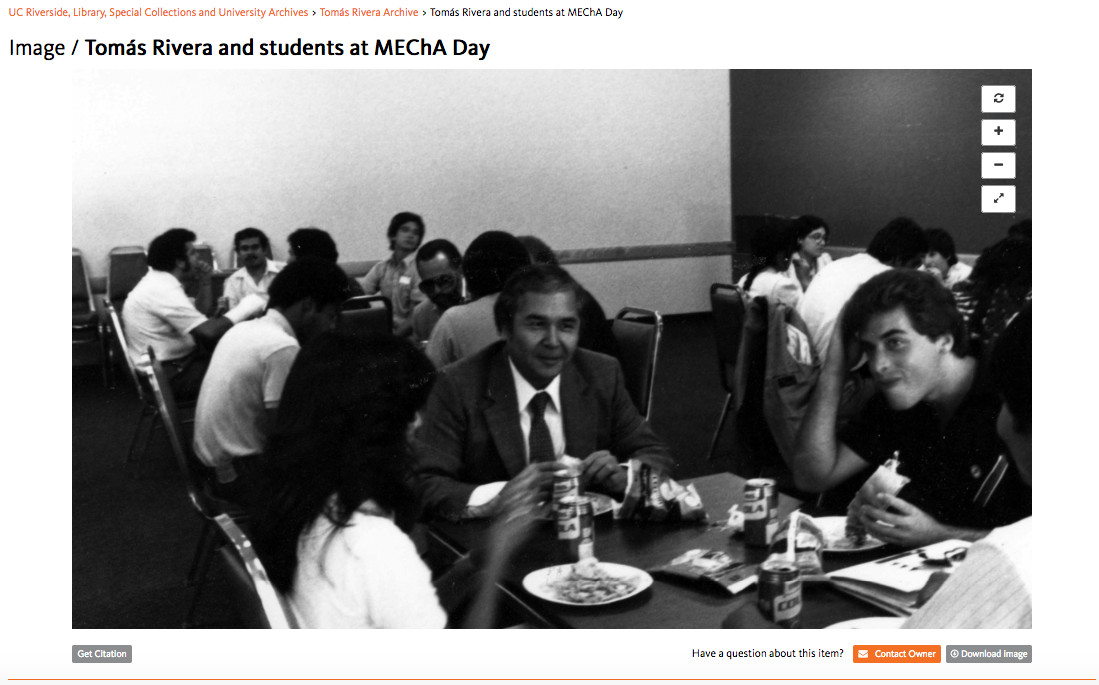 UC Riverside, Library, Special Collections and University Archives > Tomás Rivera Archive > Tomás Rivera and students at MEChA Day
Image / Tomás Rivera and students at MEChA Day
COLA
Get Citation
Have a question about this item?
Contact Owner
Download Image